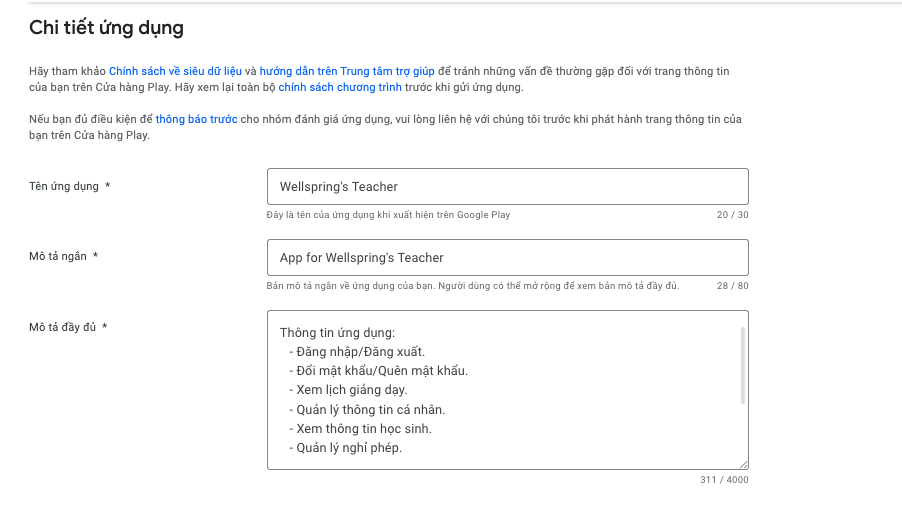 Chi tiết ứng dụng
Hãy tham khảo Chính sách về siêu dữ liệu và hướng dẫn trên Trung tâm trợ giúp để tránh những vấn đề thường gặp đối với trang thông tin
của bạn trên Cửa hàng Play. Hãy xem lại toàn bộ chính sách chương trình trước khi gửi ứng dụng.
Nếu bạn đủ điều kiện để thông báo trước cho nhóm đánh giá ứng dụng, vui lòng liên hệ với chúng tôi trước khi phát hành trang thông tin của
bạn trên Cửa hàng Play.
Tên ứng dụng *
Wellspring's Teacher
Đây là tên của ứng dụng khi xuất hiện trên Google Play
20 / 30
Mô tả ngắn *
App for Wellspring's Teacher
Bản mô tả ngắn về ứng dụng của bạn. Người dùng có thể mở rộng để xem bản mô tả đầy đủ.
28 / 80
Mô tả đầy đủ *
Thông tin ứng dụng:
- Đăng nhập/Đăng xuất.
- Đổi mật khẩu/Quên mật khẩu.
- Xem lịch giảng dạy.
- Quản lý thông tin cá nhân.
- Xem thông tin học sinh.
- Quản lý nghỉ phép.
311 / 4000